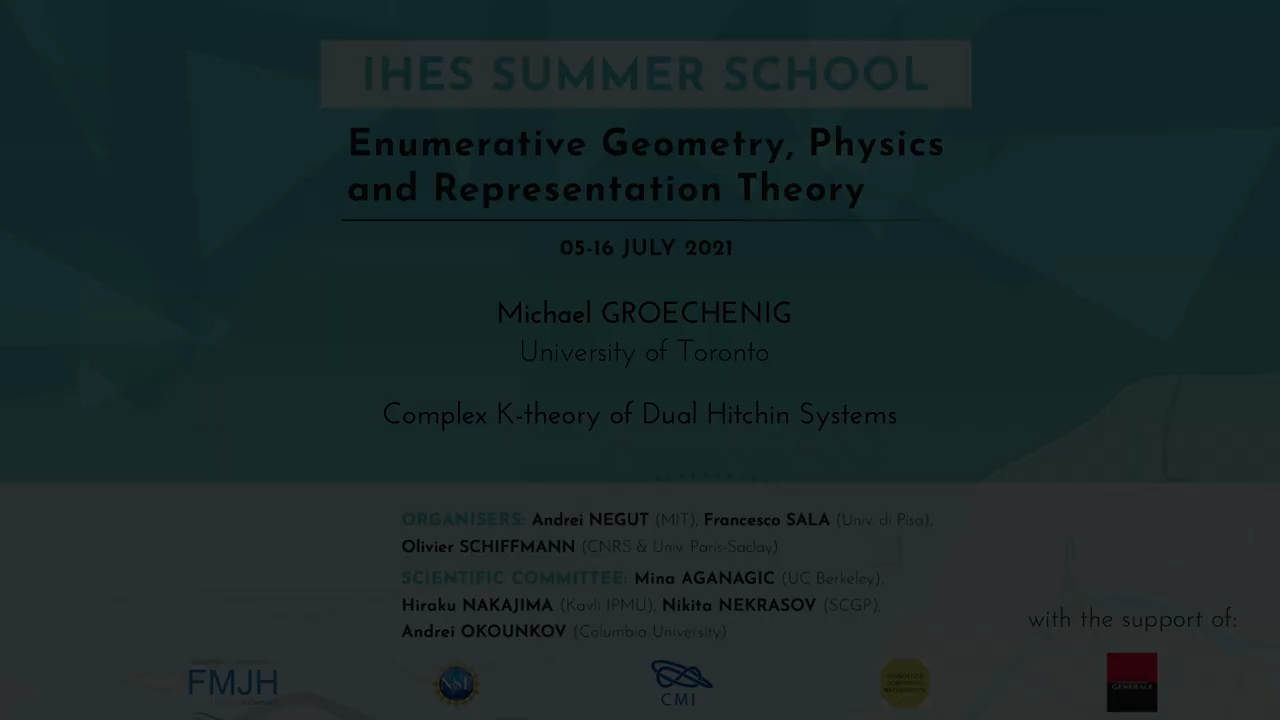 IHES SUMMER SCHOOL
Enumerative Geometry, Physics
and Representation Theory
05-16 JULY 2021
Michael GROECHENIG
University of Toronto
Complex K-theory of Dual Hitchin Systems
ORGANISERS: Andrei NEGUT (MIT), Francesco SALA (Univ. di Pisa),
Olivier SCHIFFMANN (CNRS & Univ. Paris-Saclay)
SCIENTIFIC COMMITTEE: Mina AGANAGIC (UC Berkeley),
Hiraku NAKAJIMA (Kavli IPMU), Nikita NEKRASOV (SCGP),
Andrei OKOUNKOV (Columbia University)
with the support of:
FMJH
NSF
CMI
GENERALE